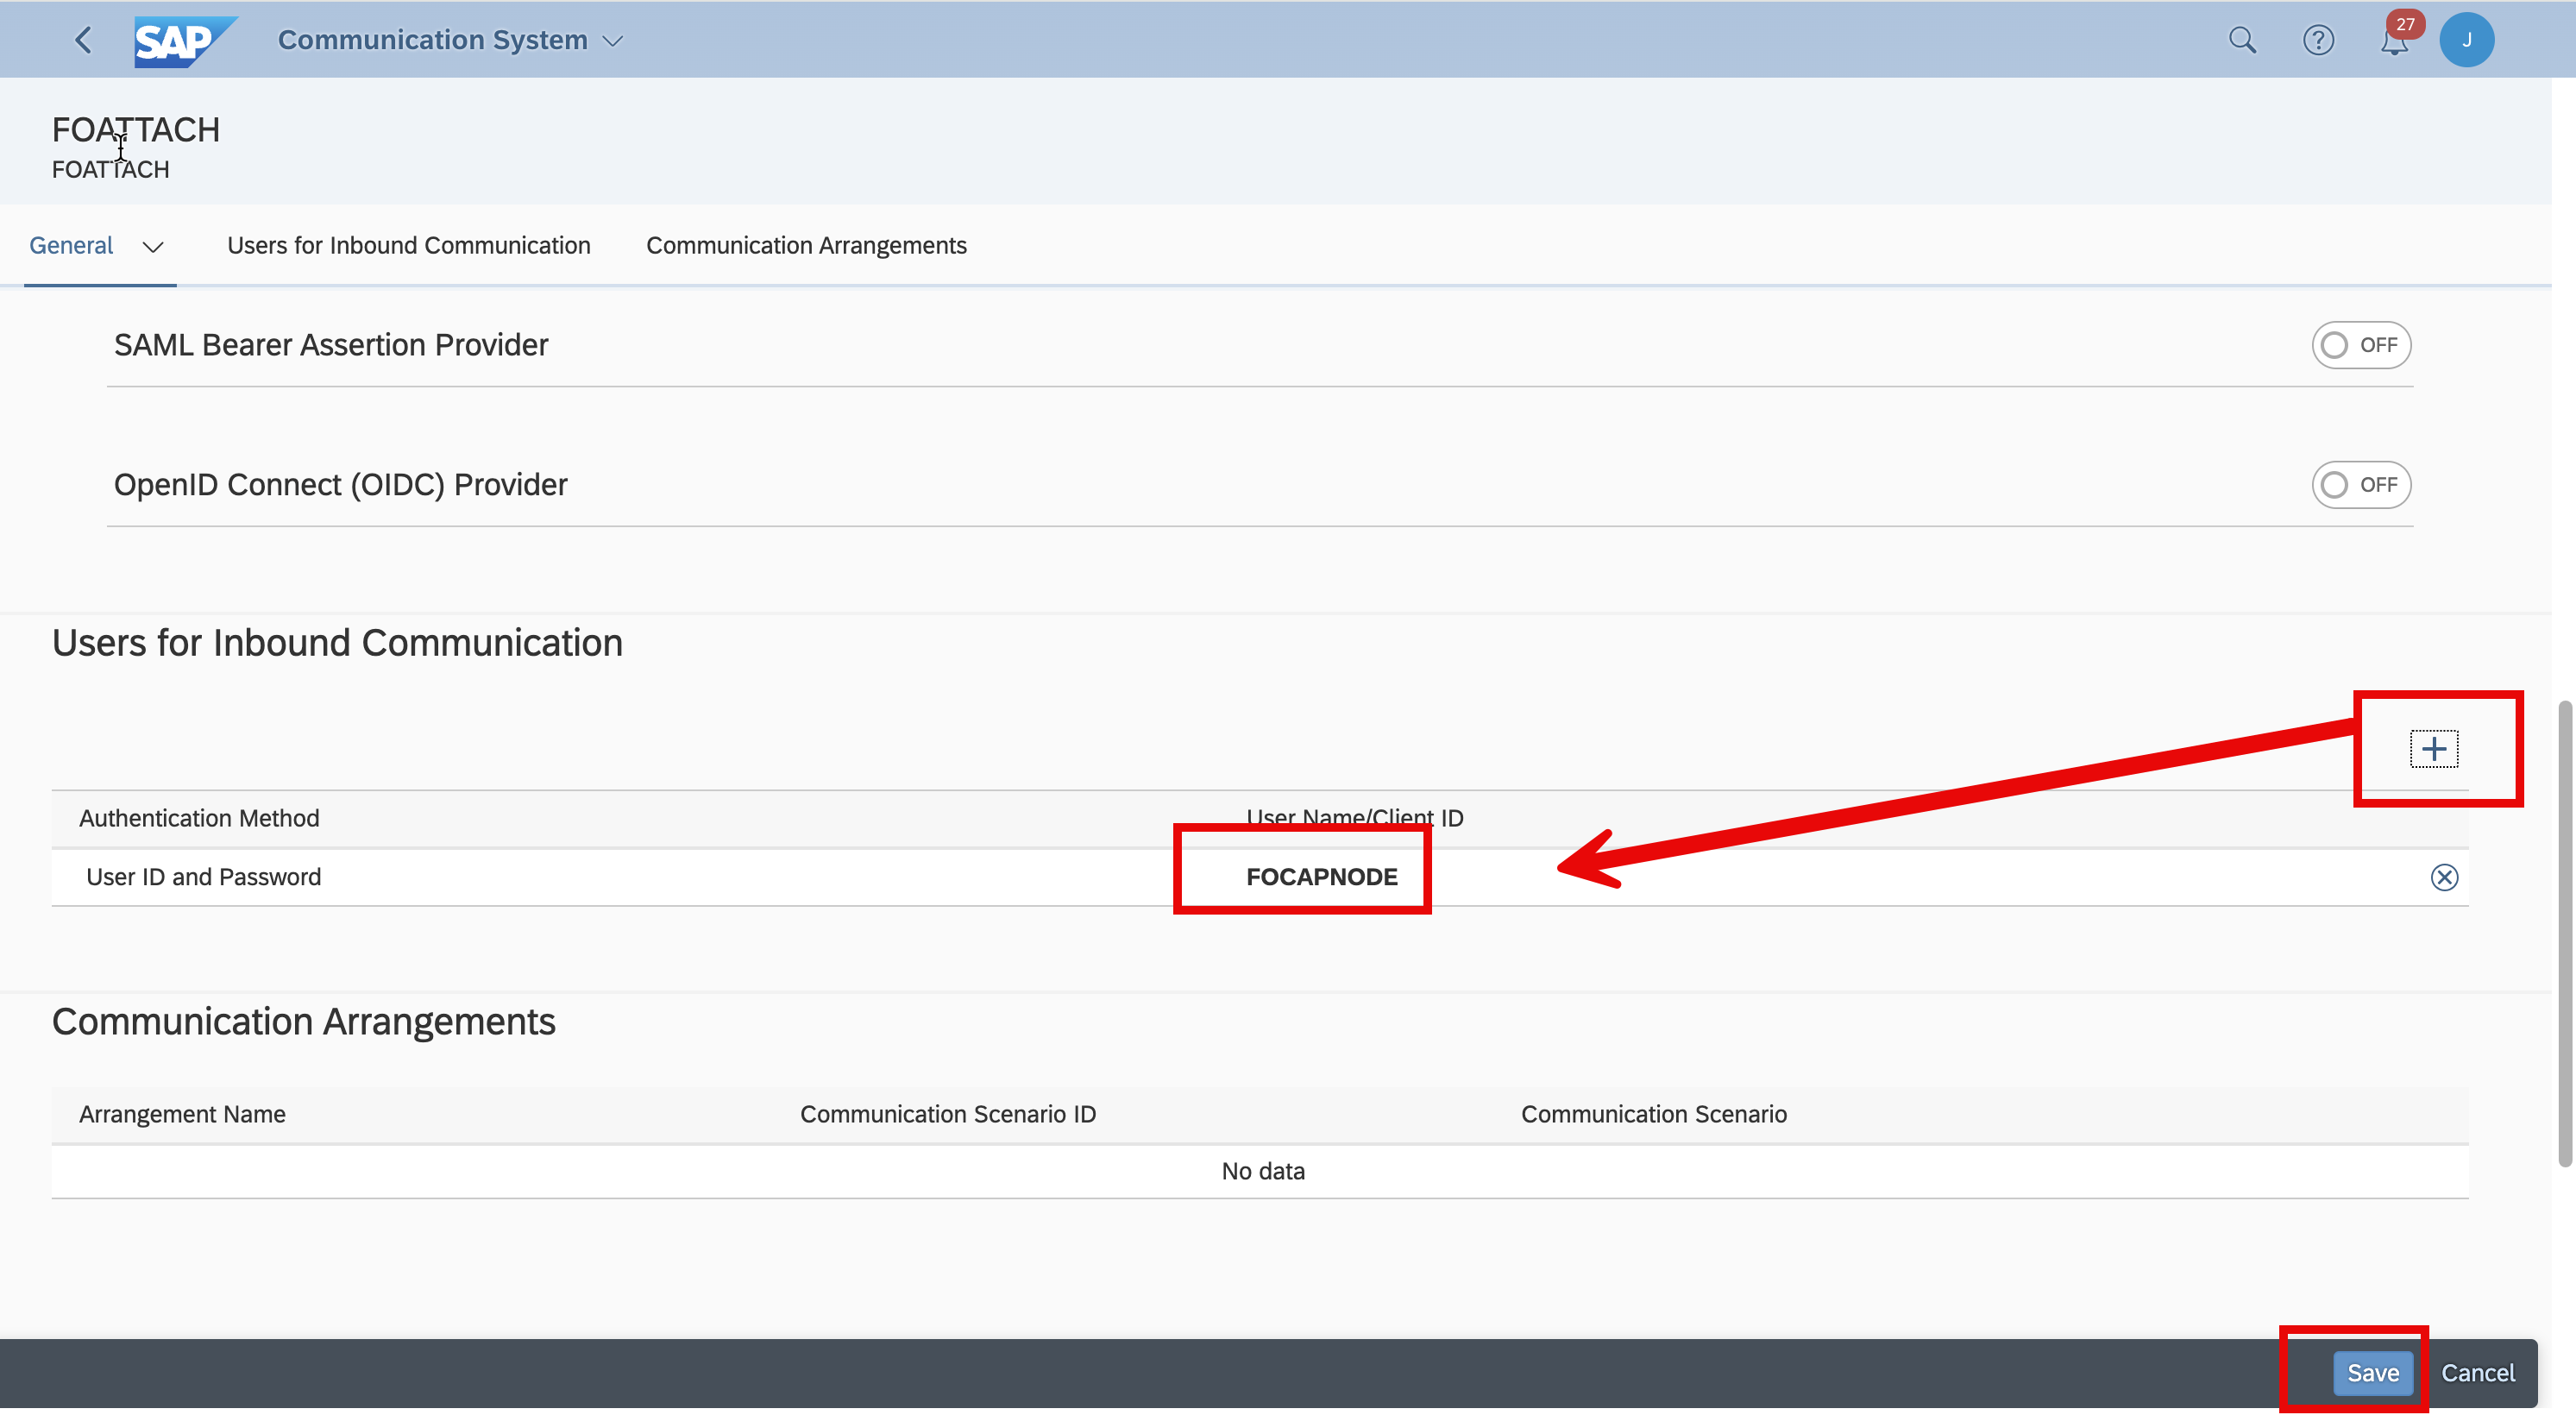 SAP Communication System 27 J
FOATTACH
FOATTACH
General Users for Inbound Communication Communication Arrangements
SAML Bearer Assertion Provider OFF
OpenID Connect (OIDC) Provider OFF
Users for Inbound Communication
Authentication Method User Name/Client ID
User ID and Password FOCAPNODE
Communication Arrangements
Arrangement Name Communication Scenario ID Communication Scenario
No data
Save Cancel